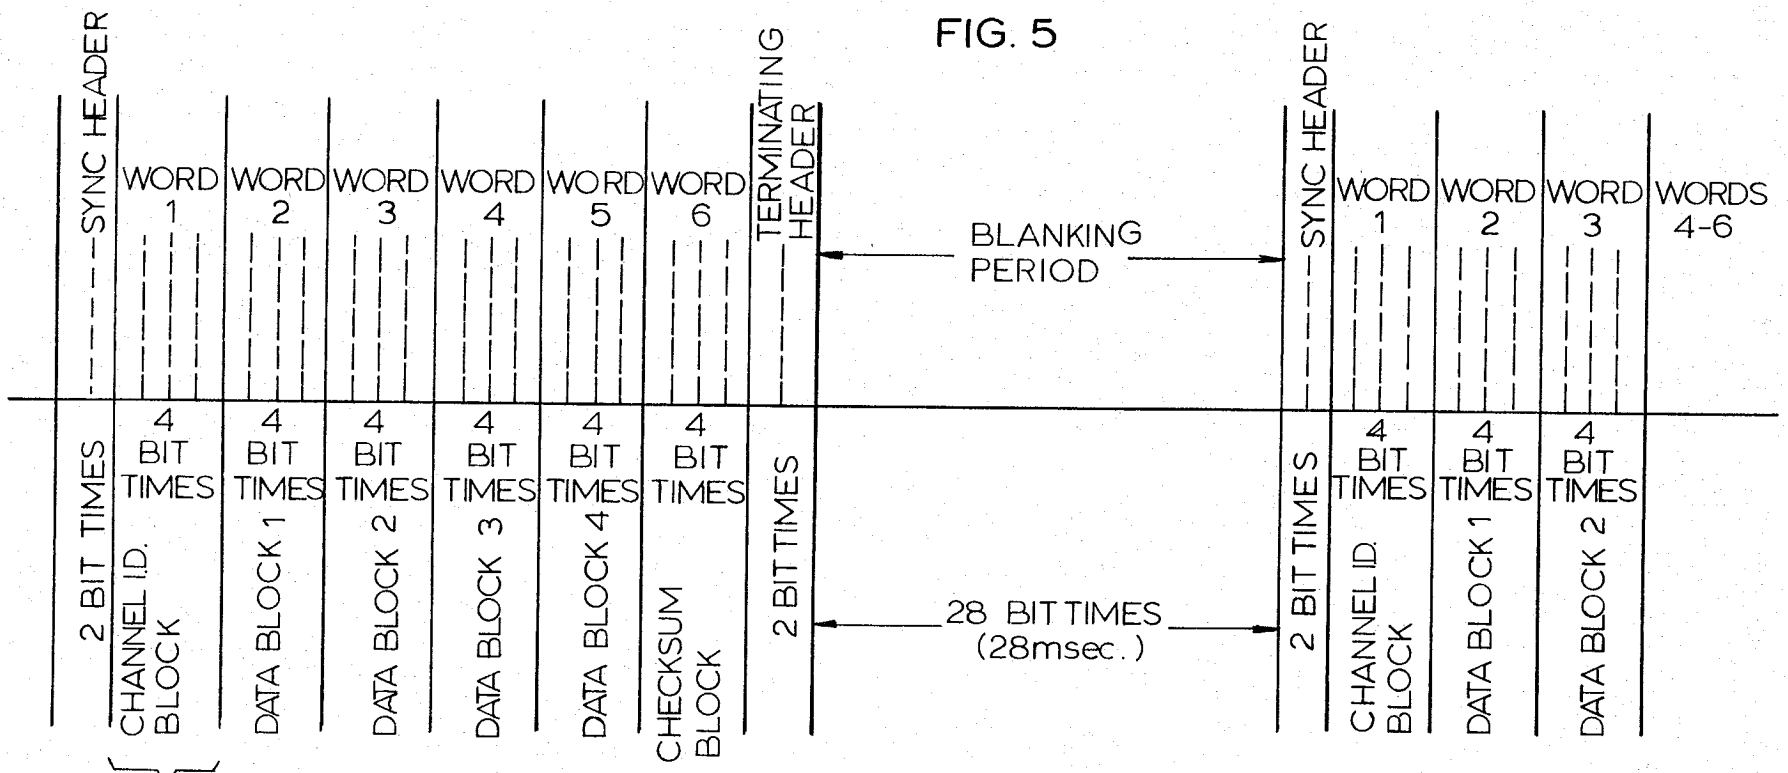 FIG. 5
SYNC HEADER
WORD
1
WORD
2
WORD
3
WORD
4
WORD
5
WORD
6
TERMINATING
HEADER
BLANKING
PERIOD
SYNC HEADER
WORD
1
WORD
2
WORD
3
WORDS
4-6
2 BIT TIMES
4
BIT
TIMES
4
BIT
TIMES
4
BIT
TIMES
4
BIT
TIMES
4
BIT
TIMES
4
BIT
TIMES
2 BIT TIMES
2 BIT TIMES
4
BIT
TIMES
4
BIT
TIMES
4
BIT
TIMES
CHANNEL I.D.
BLOCK
DATA BLOCK 1
DATA BLOCK 2
DATA BLOCK 3
DATA BLOCK 4
CHECKSUM
BLOCK
28 BIT TIMES
(28msec.)
CHANNEL ID.
BLOCK
DATA BLOCK 1
DATA BLOCK 2